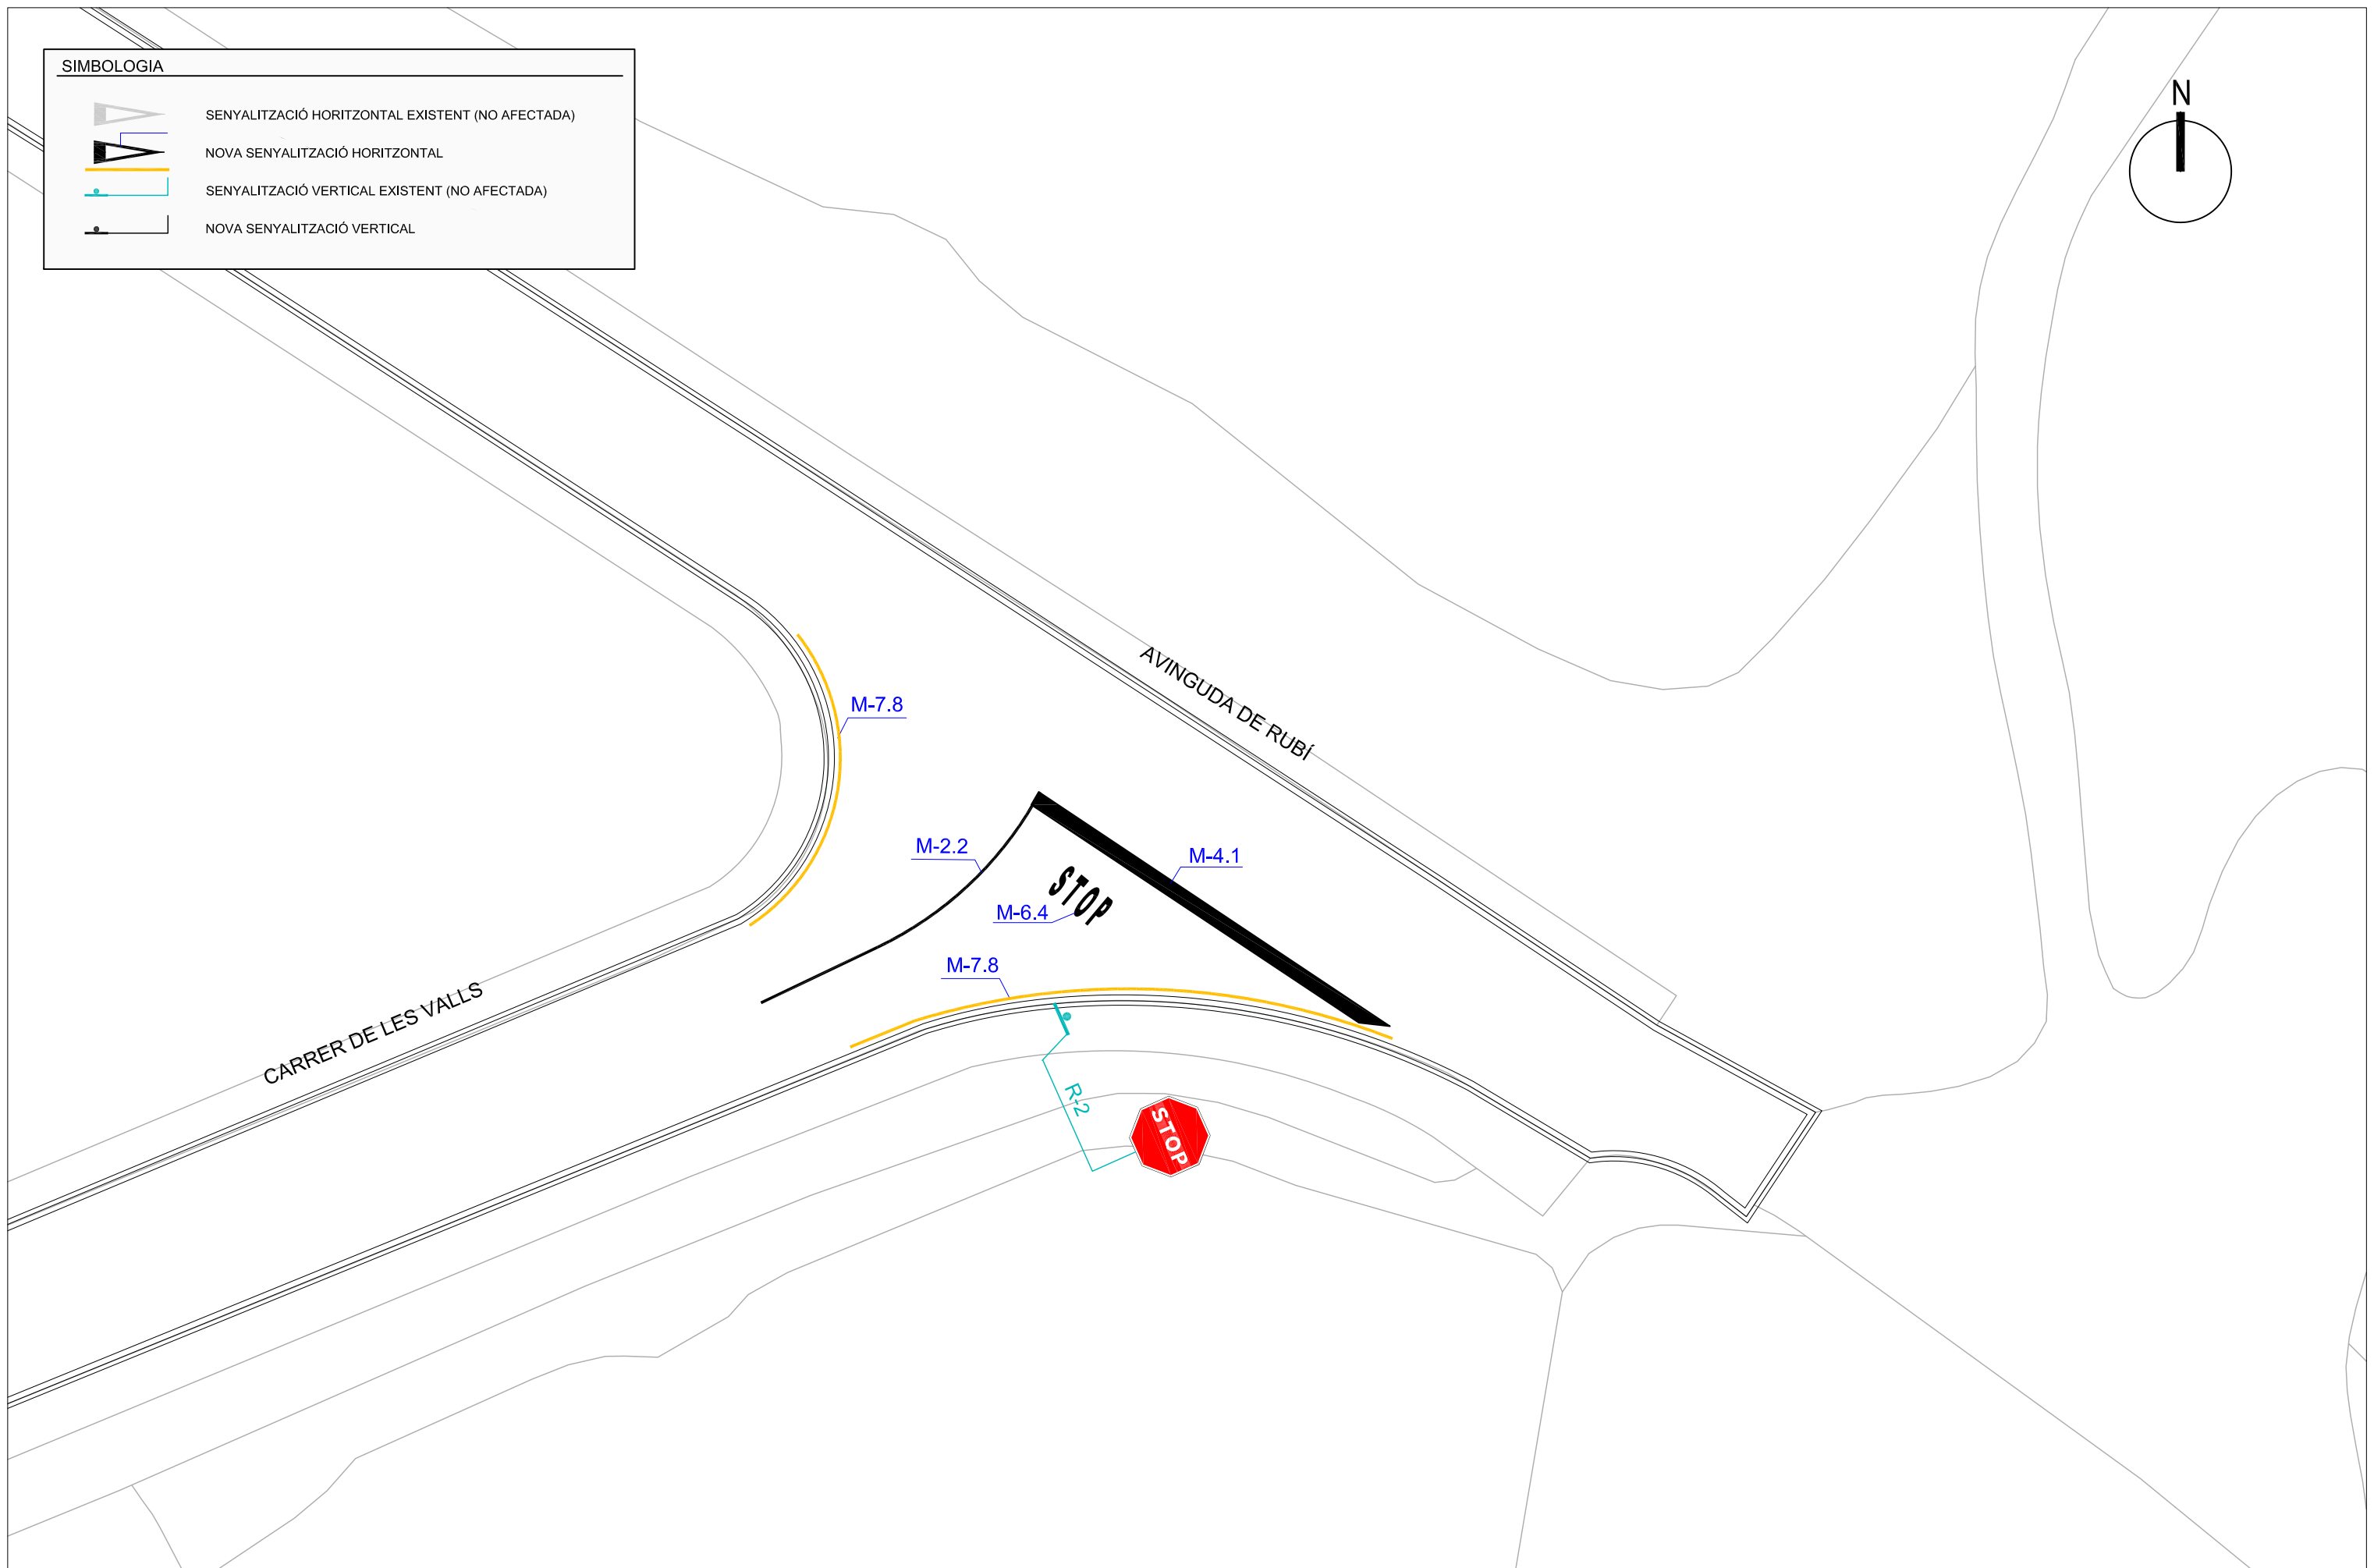 SIMBOLOGIA
SENYALITZACIÓ HORITZONTAL EXISTENT (NO AFECTADA)
NOVA SENYALITZACIÓ HORITZONTAL
SENYALITZACIÓ VERTICAL EXISTENT (NO AFECTADA)
NOVA SENYALITZACIÓ VERTICAL
N
AVINGUDA DE RUBÍ
M-7.8
M-2.2
M-4.1
STOP
M-6.4
M-7.8
CARRER DE LES VALLS
R-2
STOP